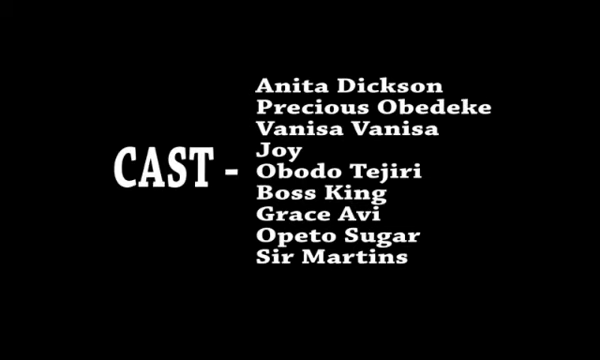 CAST -
Anita Dickson
Precious Obedeke
Vanisa Vanisa
Joy
Obodo Tejiri
Boss King
Grace Avi
Opeto Sugar
Sir Martins